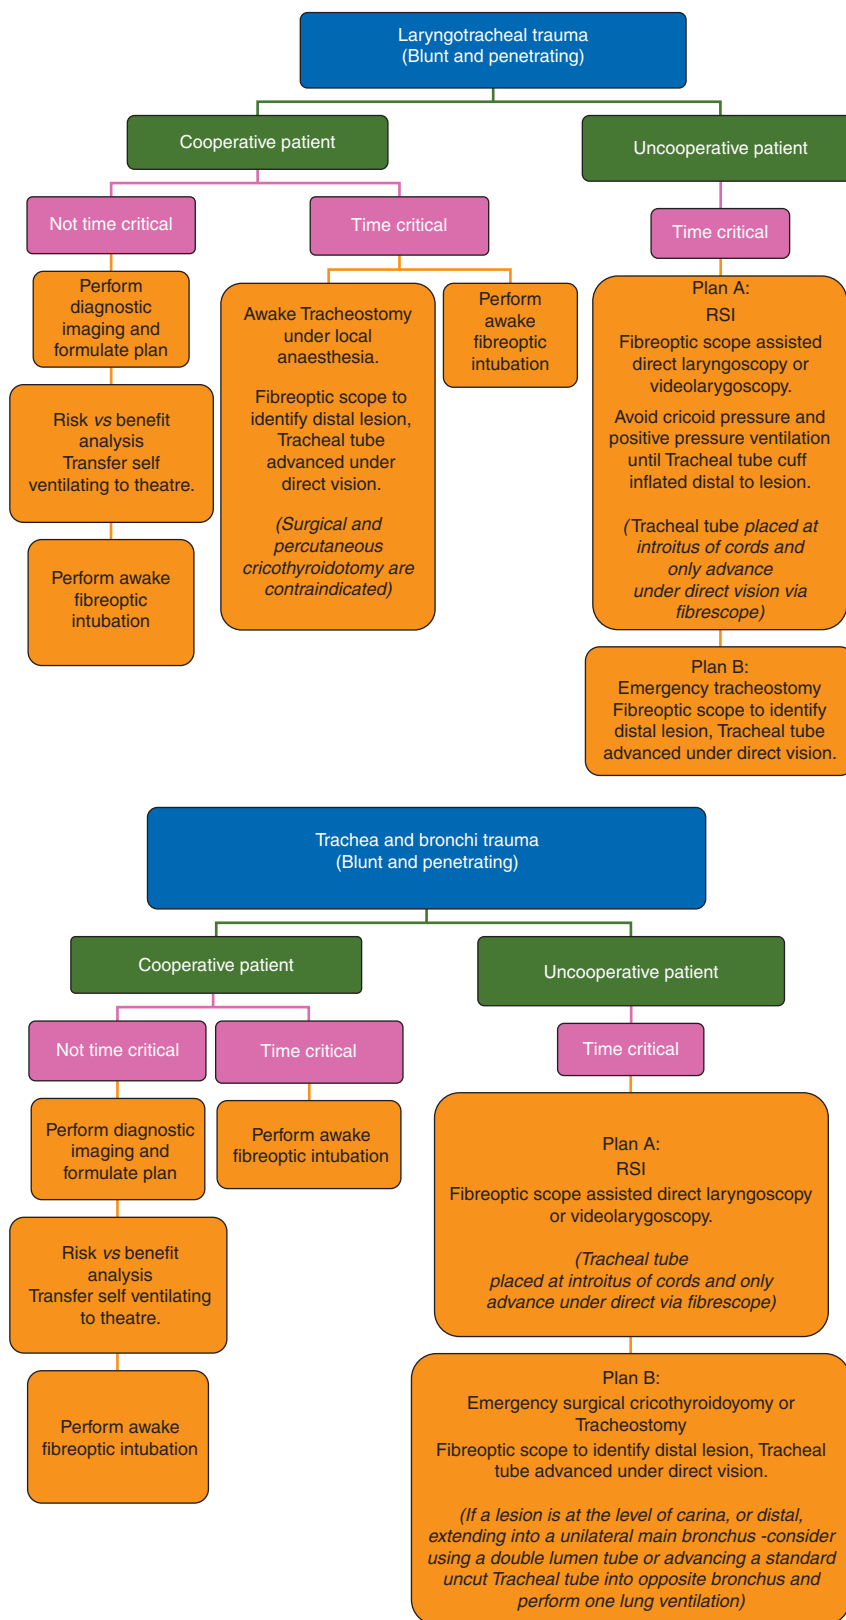 Laryngotracheal trauma
(Blunt and penetrating)
Cooperative patient
Uncooperative patient
Not time critical
Time critical
Time critical
Perform
diagnostic
imaging and
formulate plan
Risk vs benefit
analysis
Transfer self
ventilating to theatre.
Perform awake
fibreoptic
intubation
Awake Tracheostomy
under local
anaesthesia.
Fibreoptic scope to
identify distal lesion,
Tracheal tube
advanced under
direct vision.
(Surgical and
percutaneous
cricothyroidotomy are
contraindicated)
Perform
awake
fibreoptic
intubation
Plan A:
RSI
Fibreoptic scope assisted
direct laryngoscopy or
videolarygoscopy.
Avoid cricoid pressure and
positive pressure ventilation
until Tracheal tube cuff
inflated distal to lesion.
(Tracheal tube placed at
introitus of cords and
only advance
under direct vision via
fibrescope)
Plan B:
Emergency tracheostomy
Fibreoptic scope to identify
distal lesion, Tracheal tube
advanced under direct vision.
Trachea and bronchi trauma
(Blunt and penetrating)
Cooperative patient
Uncooperative patient
Not time critical
Time critical
Time critical
Perform diagnostic
imaging and
formulate plan
Risk vs benefit
analysis
Transfer self ventilating
to theatre.
Perform awake
fibreoptic intubation
Perform awake
fibreoptic intubation
Plan A:
RSI
Fibreoptic scope assisted direct laryngoscopy
or videolarygoscopy.
(Tracheal tube
placed at introitus of cords and only
advance under direct via fibrescope)
Plan B:
Emergency surgical cricothyroidoyomy or
Tracheostomy
Fibreoptic scope to identify distal lesion, Tracheal
tube advanced under direct vision.
(If a lesion is at the level of carina, or distal,
extending into a unilateral main bronchus -consider
using a double lumen tube or advancing a standard
uncut Tracheal tube into opposite bronchus and
perform one lung ventilation)